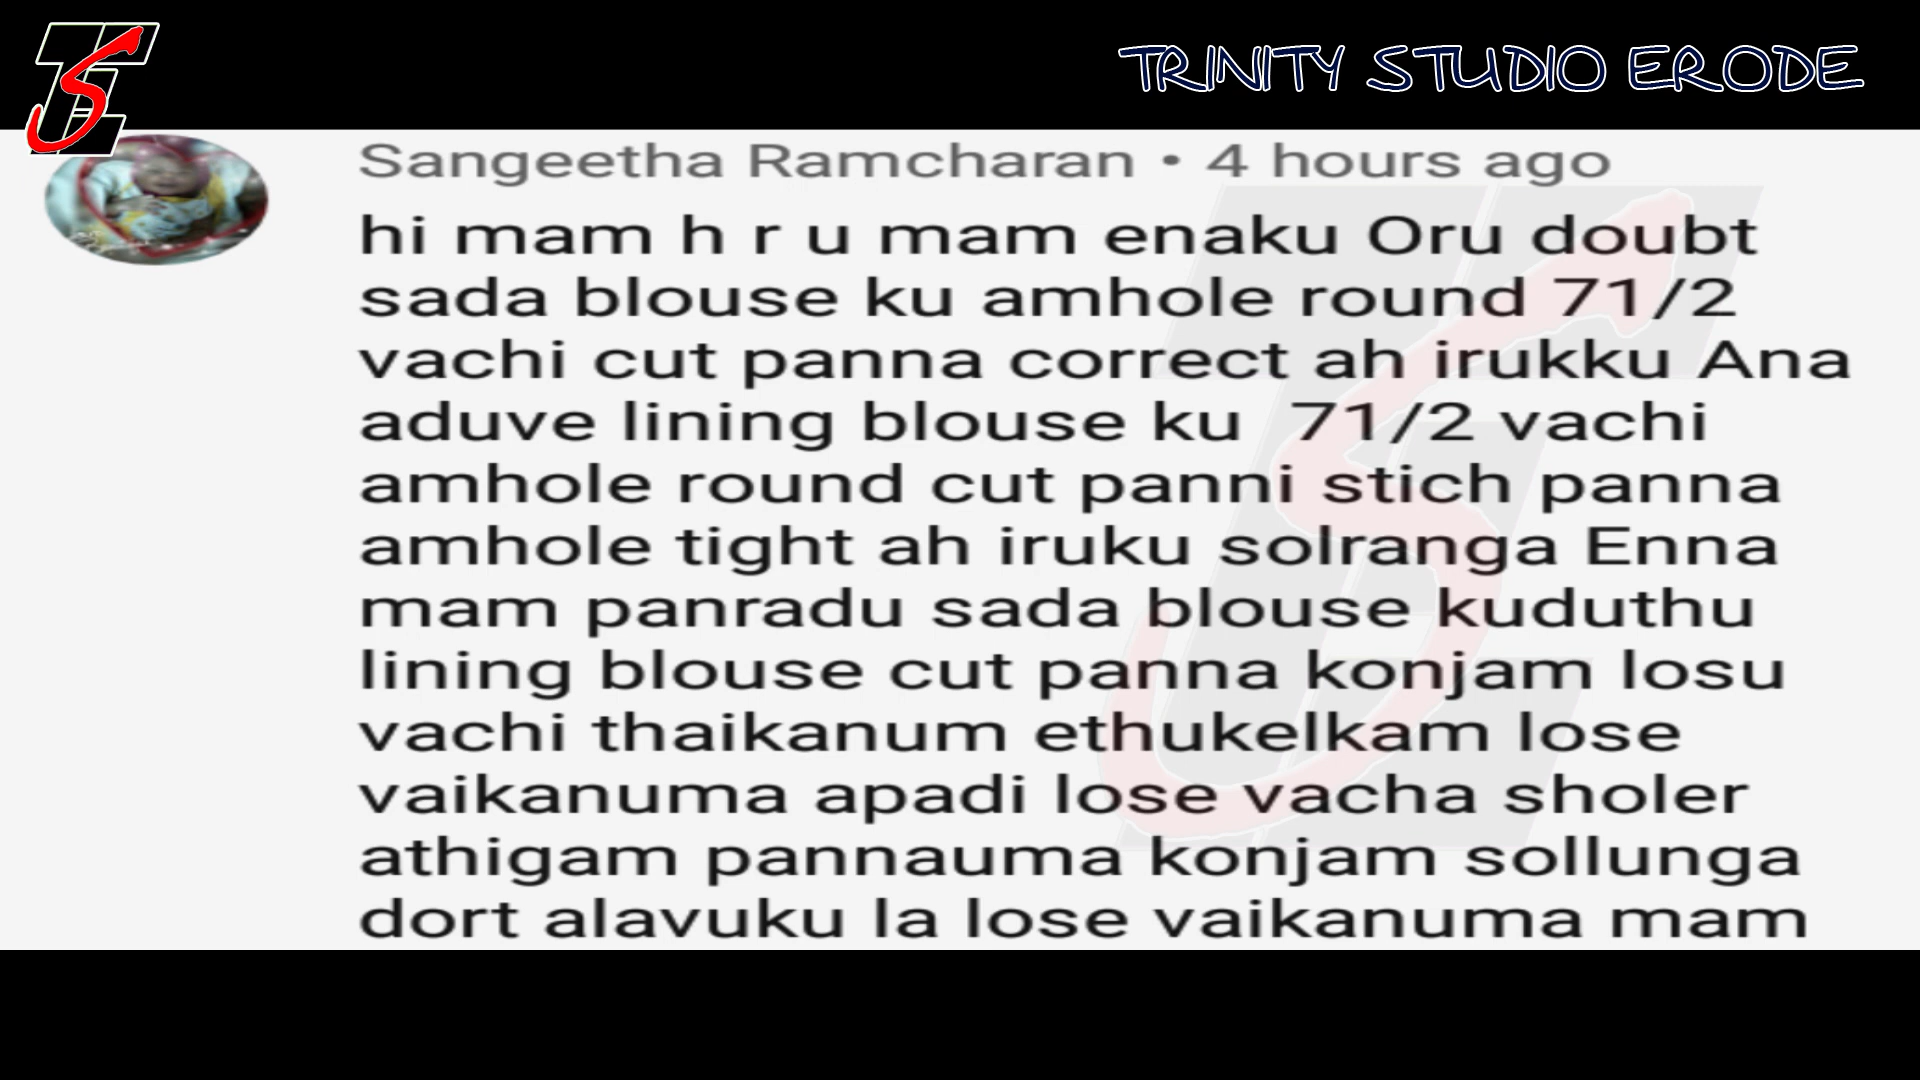 TRINITY STUDIO ERODE
Sangeetha Ramcharan • 4 hours ago
hi mam h r u mam enaku Oru doubt
sada blouse ku amhole round 71/2
vachi cut panna correct ah irukku Ana
aduve lining blouse ku 71/2 vachi
amhole round cut panni stich panna
amhole tight ah iruku solranga Enna
mam panradu sada blouse kuduthu
lining blouse cut panna konjam losu
vachi thaikanum ethukelkam lose
vaikanuma apadi lose vacha sholer
athigam pannauma konjam sollunga
dort alavuku la lose vaikanuma mam